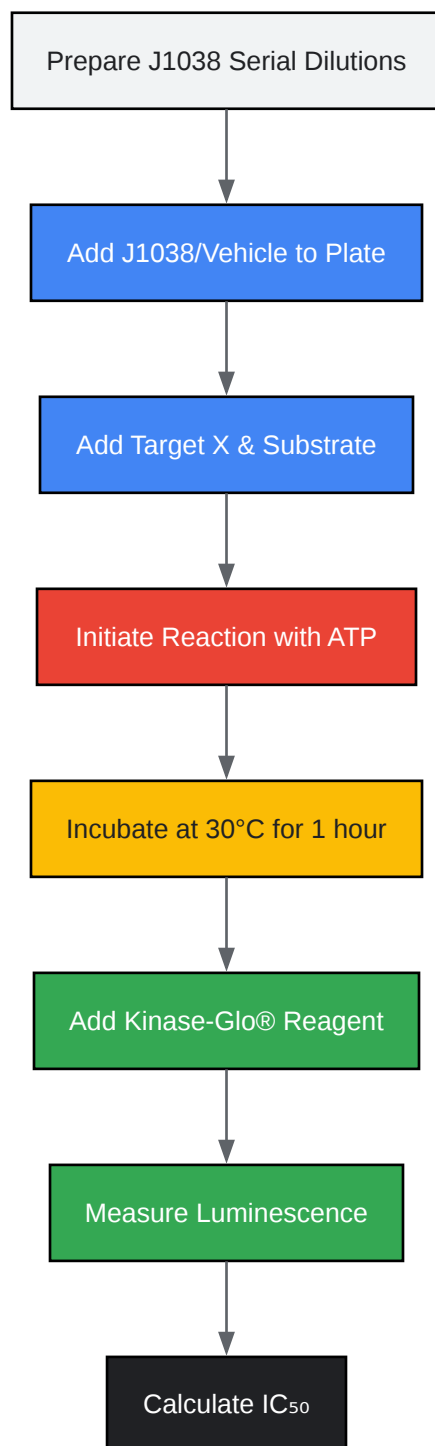 Prepare J1038 Serial Dilutions
Add J1038/Vehicle to Plate
Add Target X & Substrate
Initiate Reaction with ATP
Incubate at 30°C for 1 hour
Add Kinase-Glo® Reagent
Measure Luminescence
Calculate IC₅₀